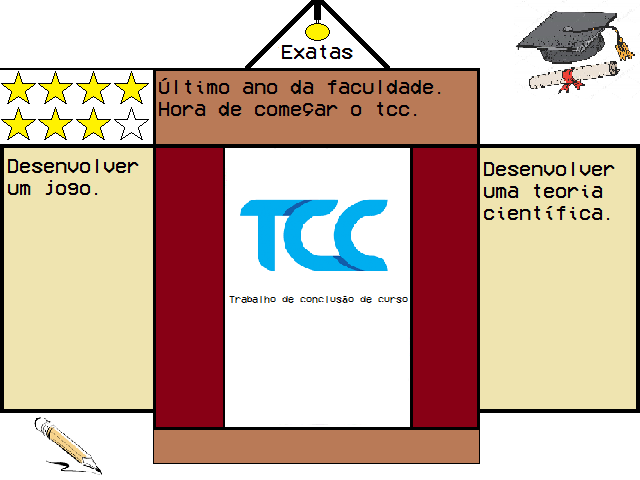 Exatas
Último ano da faculdade.
Hora de começar o tcc.
Desenvolver
um jogo.
TCC
Trabalho de conclusão de curso
Desenvolver
uma teoria
científica.